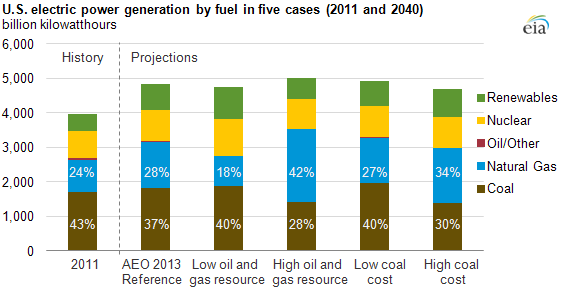 U.S. electric power generation by fuel in five cases (2011 and 2040)
billion kilowatthours
eia
6,000
History
Projections
5,000
4,000
3,000
2,000
1,000
0
24% 28% 18% 42% 27% 34%
43% 37% 40% 28% 40% 30%
Renewables
Nuclear
Oil/Other
Natural Gas
Coal
2011
AEO 2013
Reference
Low oil and
gas resource
High oil and
gas resource
Low coal
cost
High coal
cost